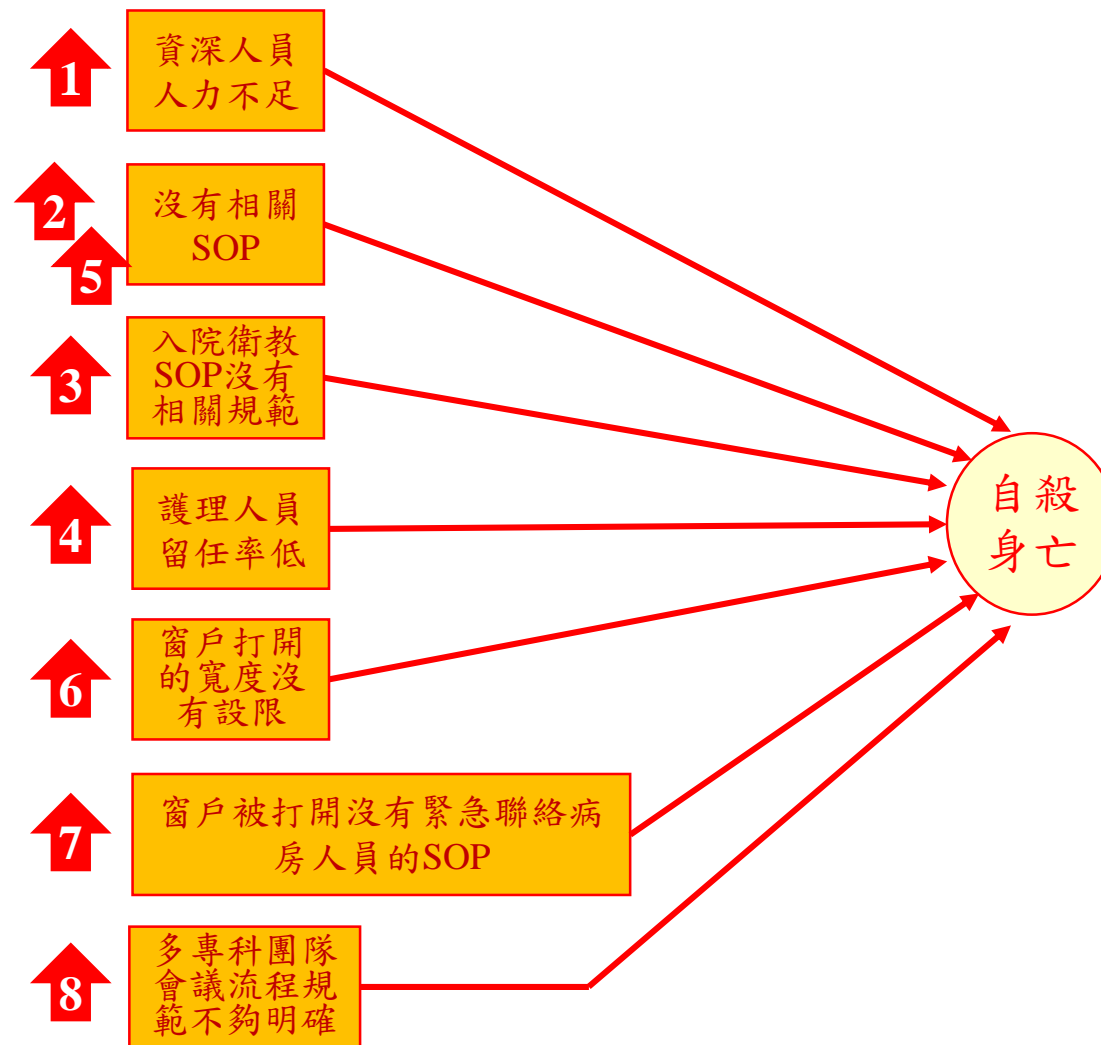 1
資深人員
人力不足
2
5
沒有相關
SOP
3
入院衛教
SOP沒有
相關規範
4
護理人員
留任率低
自殺
身亡
6
窗戶打開
的寬度沒
有設限
7
窗戶被打開沒有緊急聯絡病
房人員的SOP
8
多專科團隊
會議流程規
範不夠明確